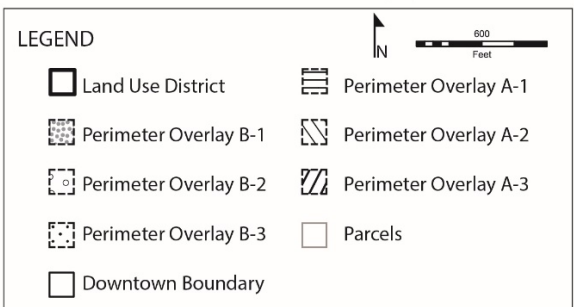 LEGEND
N
600
Feet
Land Use District
Perimeter Overlay A-1
Perimeter Overlay B-1
Perimeter Overlay A-2
Perimeter Overlay B-2
Perimeter Overlay A-3
Perimeter Overlay B-3
Parcels
Downtown Boundary